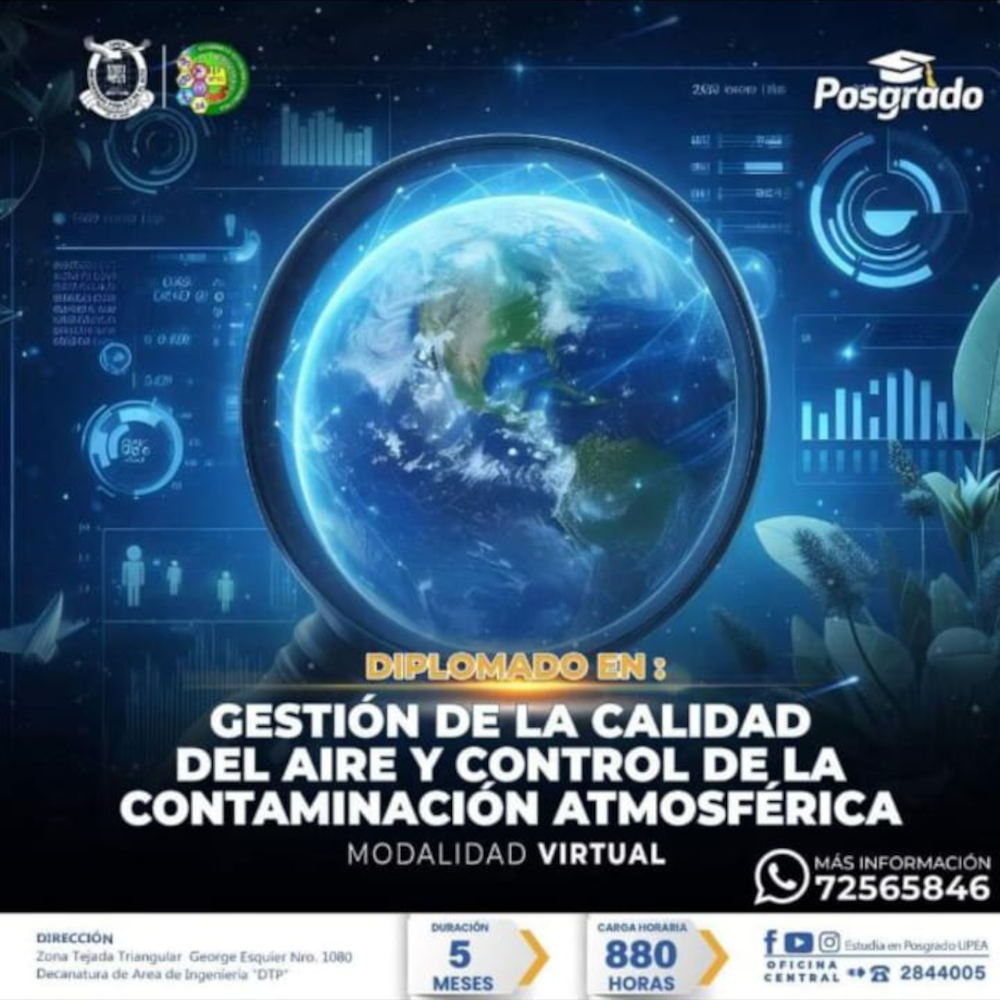 Posgrado
DIPLOMADO EN :
GESTIÓN DE LA CALIDAD
DEL AIRE Y CONTROL DE LA
CONTAMINACIÓN ATMOSFÉRICA
MODALIDAD VIRTUAL
MÁS INFORMACIÓN
72565846
DIRECCIÓN
Zona Tejada Triangular George Esquier Nro. 1080
Decanatura de Area de Ingenieria "DTP"
DURACIÓN
5
MESES
CARGA HORARIA
880
HORAS
Estudia en Posgrado UPEA
OFICINA
CENTRAL
2844005